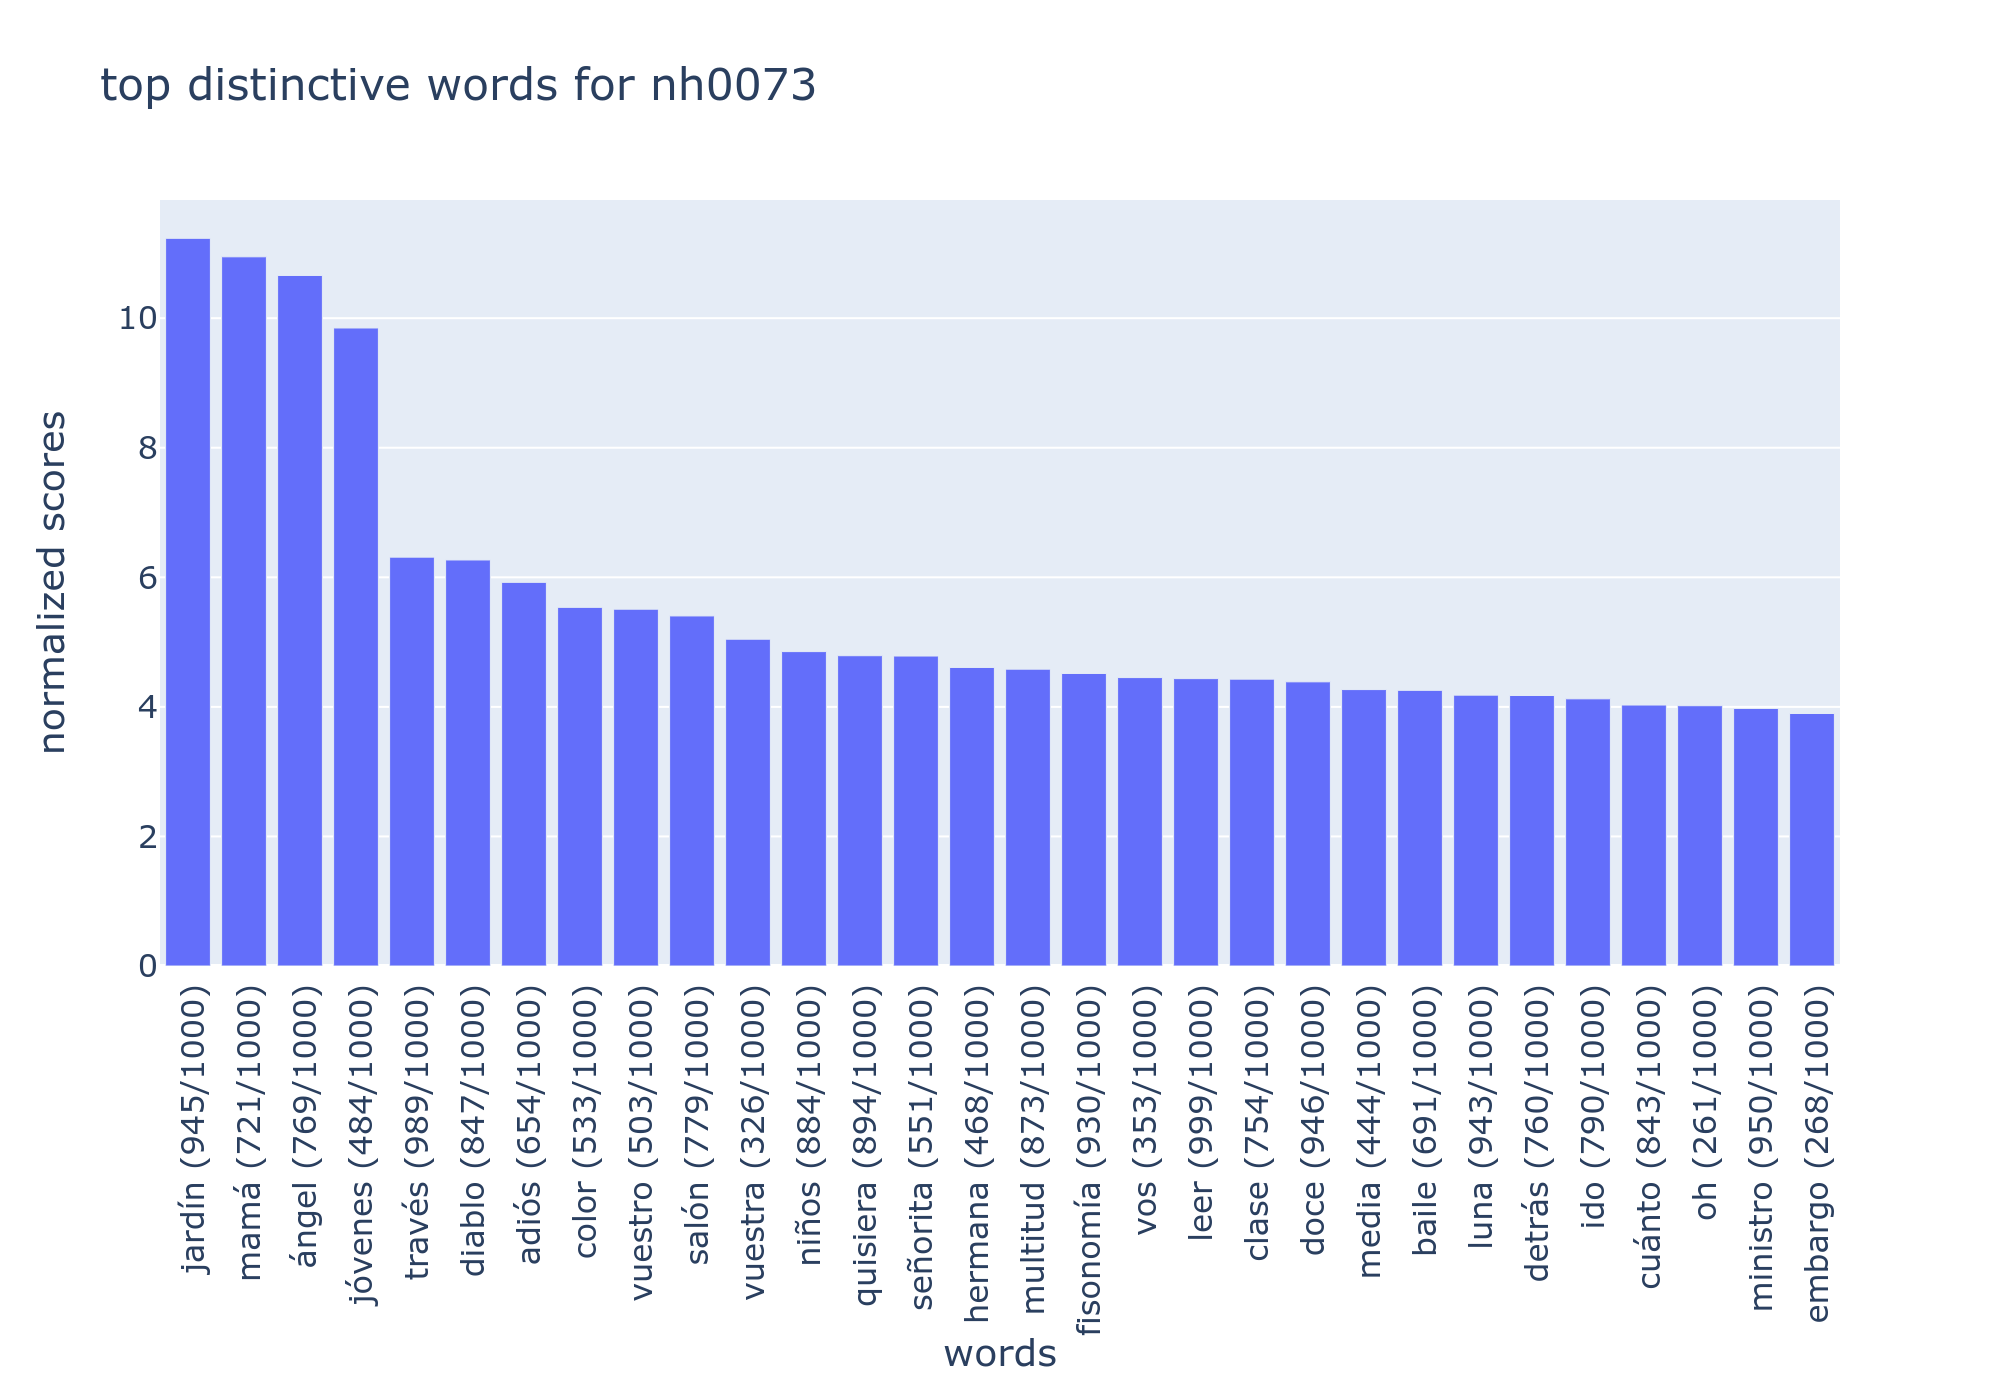 top distinctive words for nh0073
normalized scores
10
8
6
4
2
0
jardín (945/1000)
mamá (721/1000)
ángel (769/1000)
jóvenes (484/1000)
través (989/1000)
diablo (847/1000)
adiós (654/1000)
color (533/1000)
vuestro (503/1000)
salón (779/1000)
vuestra (326/1000)
niños (884/1000)
quisiera (894/1000)
señorita (551/1000)
hermana (468/1000)
multitud (873/1000)
fisonomía (930/1000)
vos (353/1000)
leer (999/1000)
clase (754/1000)
doce (946/1000)
media (444/1000)
baile (691/1000)
luna (943/1000)
detrás (760/1000)
ido (790/1000)
cuánto (843/1000)
oh (261/1000)
ministro (950/1000)
embargo (268/1000)
words